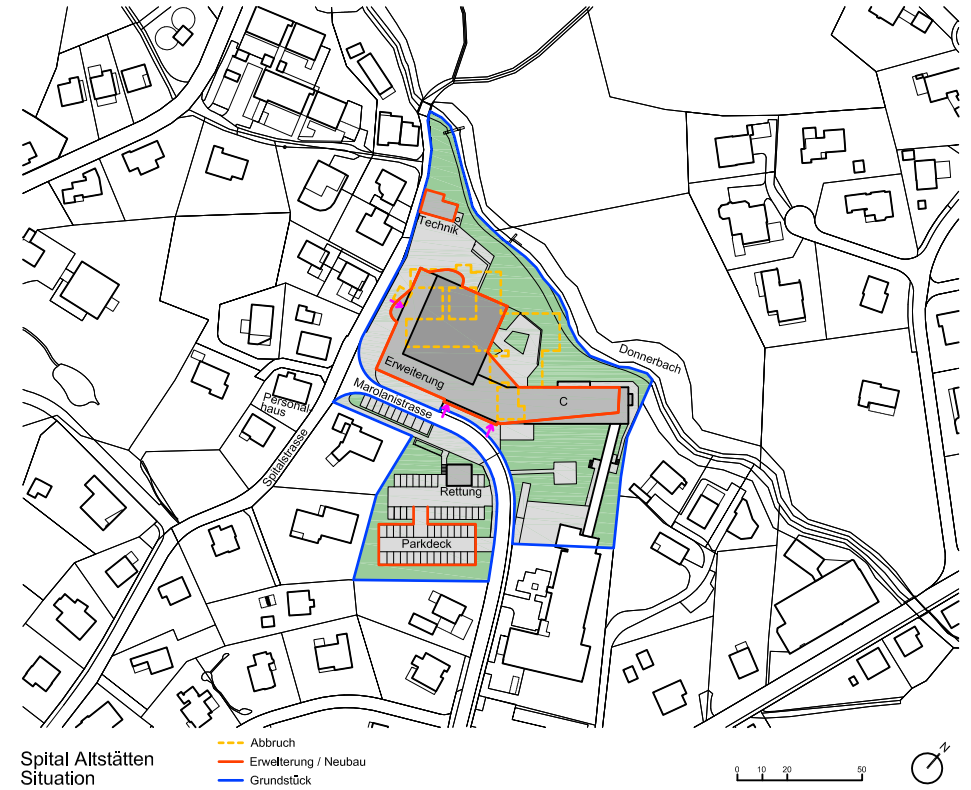 Technik
Donnerbach
Erweiterung
C
Marolanistrasse
Personal-
haus
Spitalstrasse
Rettung
Parkdeck
Spital Altstätten
Situation
Abbruch
Erweiterung / Neubau
Grundstück
0 10 20 50
N